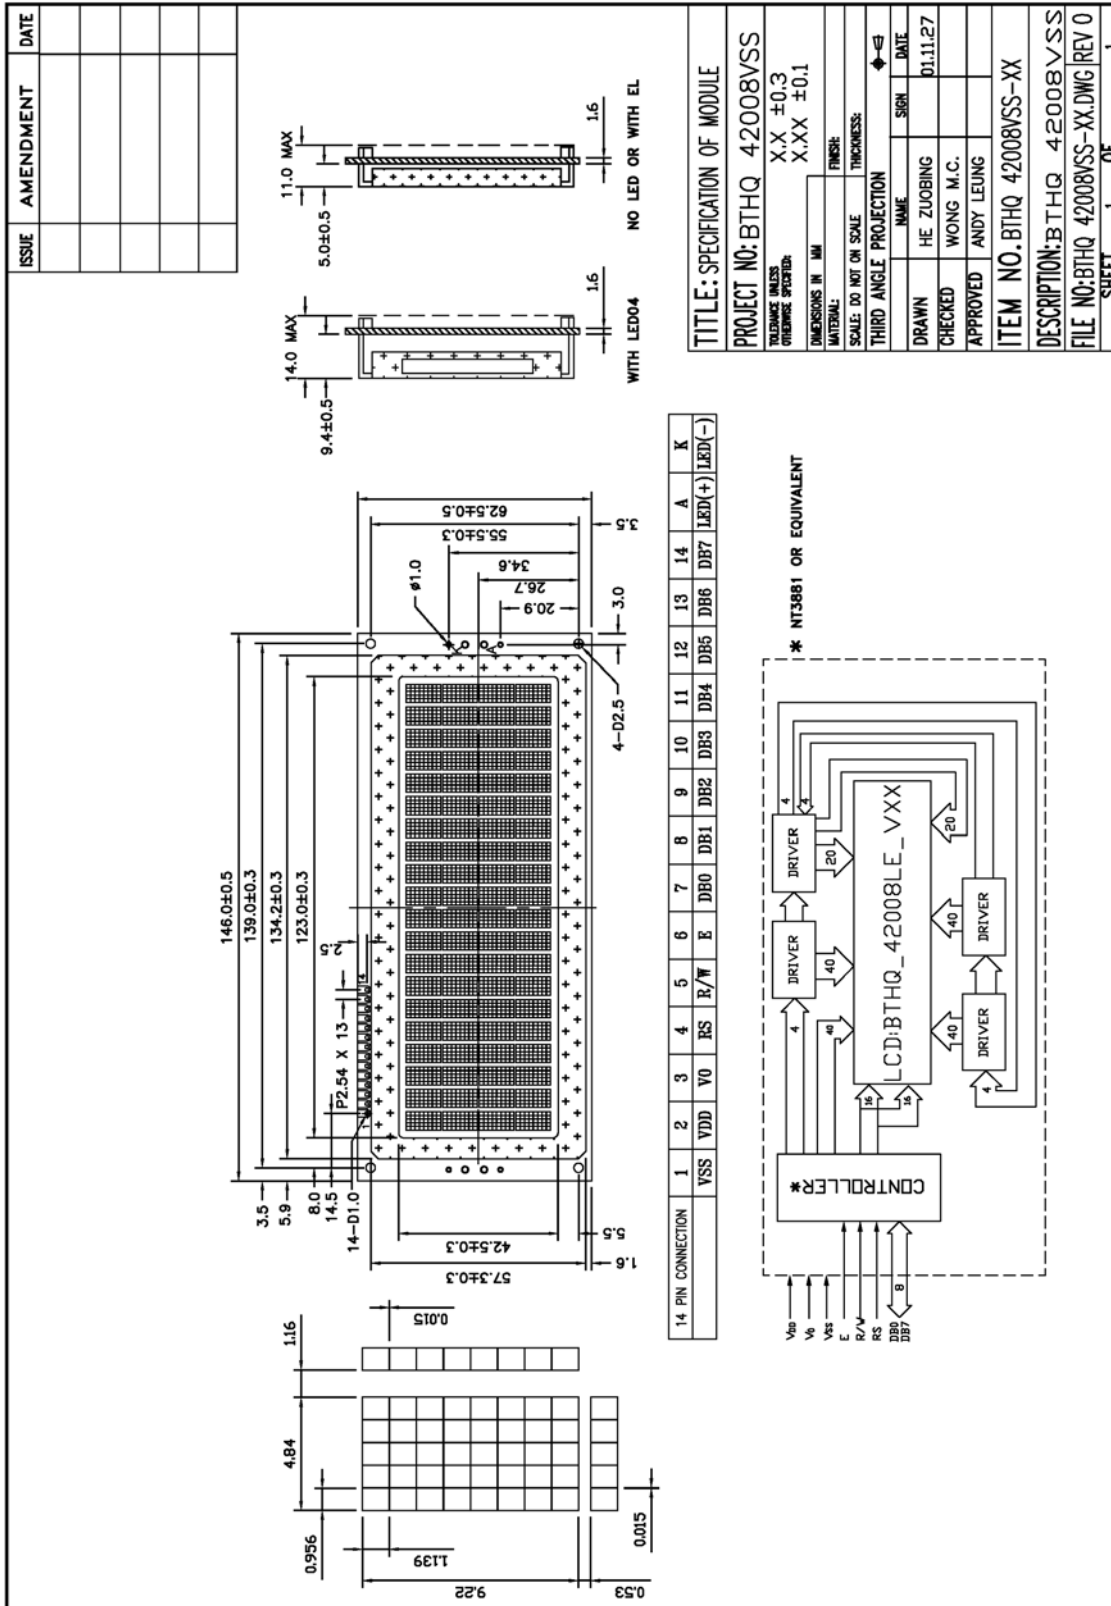 ISSUE AMENDMENT DATE
146.0±0.5
139.0±0.3
134.2±0.3
123.0±0.3
3.5
5.9
8.0
14.5
14-D1.0
P2.54 X 13
2.5
1
14
62.5±0.5
55.5±0.3
34.6
26.7
20.9
3.5
3.0
ø1.0
4-D2.5
K
A
42.5±0.3
57.3±0.3
5.5
1.6
14.0 MAX
9.4±0.5
1.6
WITH LED04
11.0 MAX
5.0±0.5
1.6
NO LED OR WITH EL
0.956
4.84
1.16
0.015
1.139
9.22
0.53
0.015
14 PIN CONNECTION 1 2 3 4 5 6 7 8 9 10 11 12 13 14 A K
VSS VDD V0 RS R/W E DB0 DB1 DB2 DB3 DB4 DB5 DB6 DB7 LED(+) LED(-)
* NT3881 OR EQUIVALENT
VDD
V0
VSS
E
R/W
RS
DB0
DB7
8
CONTROLLER*
4
40
16
16
DRIVER
40
DRIVER
20
4
4
LCD:BTHQ_42008LE_VXX
20
40
40
DRIVER
DRIVER
4
TITLE: SPECIFICATION OF MODULE
PROJECT NO: BTHQ 42008VSS
TOLERANCE UNLESS
OTHERWISE SPECIFIED:
X.X ±0.3
X.XX ±0.1
DIMENSIONS IN MM
MATERIAL: FINISH:
SCALE: DO NOT ON SCALE THICKNESS:
THIRD ANGLE PROJECTION
NAME SIGN DATE
DRAWN HE ZUOBING 01.11.27
CHECKED WONG M.C.
APPROVED ANDY LEUNG
ITEM NO. BTHQ 42008VSS-XX
DESCRIPTION: BTHQ 42008VSS
FILE NO: BTHQ 42008VSS-XX.DWG REV 0
SHEET 1 OF 1